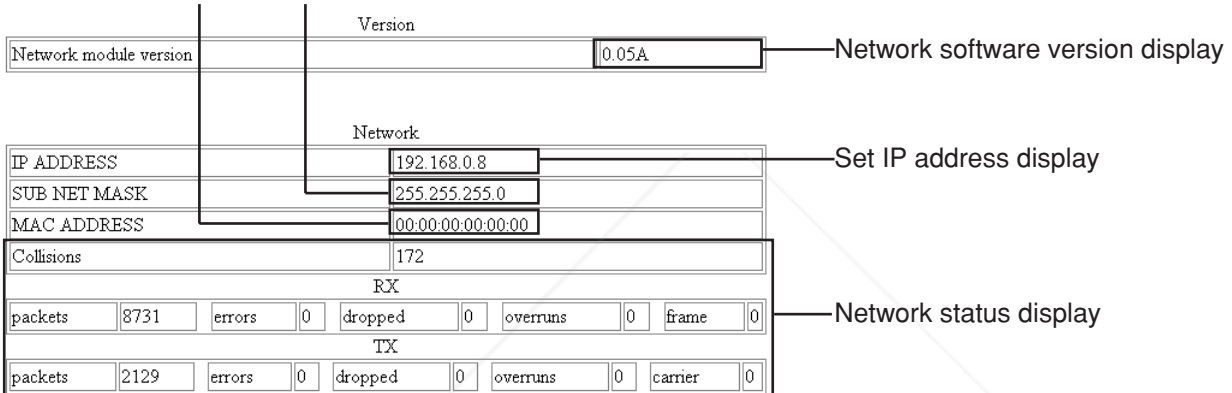 Version
Network module version 0.05A Network software version display
Network
IP ADDRESS 192.168.0.8 Set IP address display
SUB NET MASK 255.255.255.0
MAC ADDRESS 00:00:00:00:00:00
Collisions 172
RX
packets 8731 errors 0 dropped 0 overruns 0 frame 0 Network status display
TX
packets 2129 errors 0 dropped 0 overruns 0 carrier 0